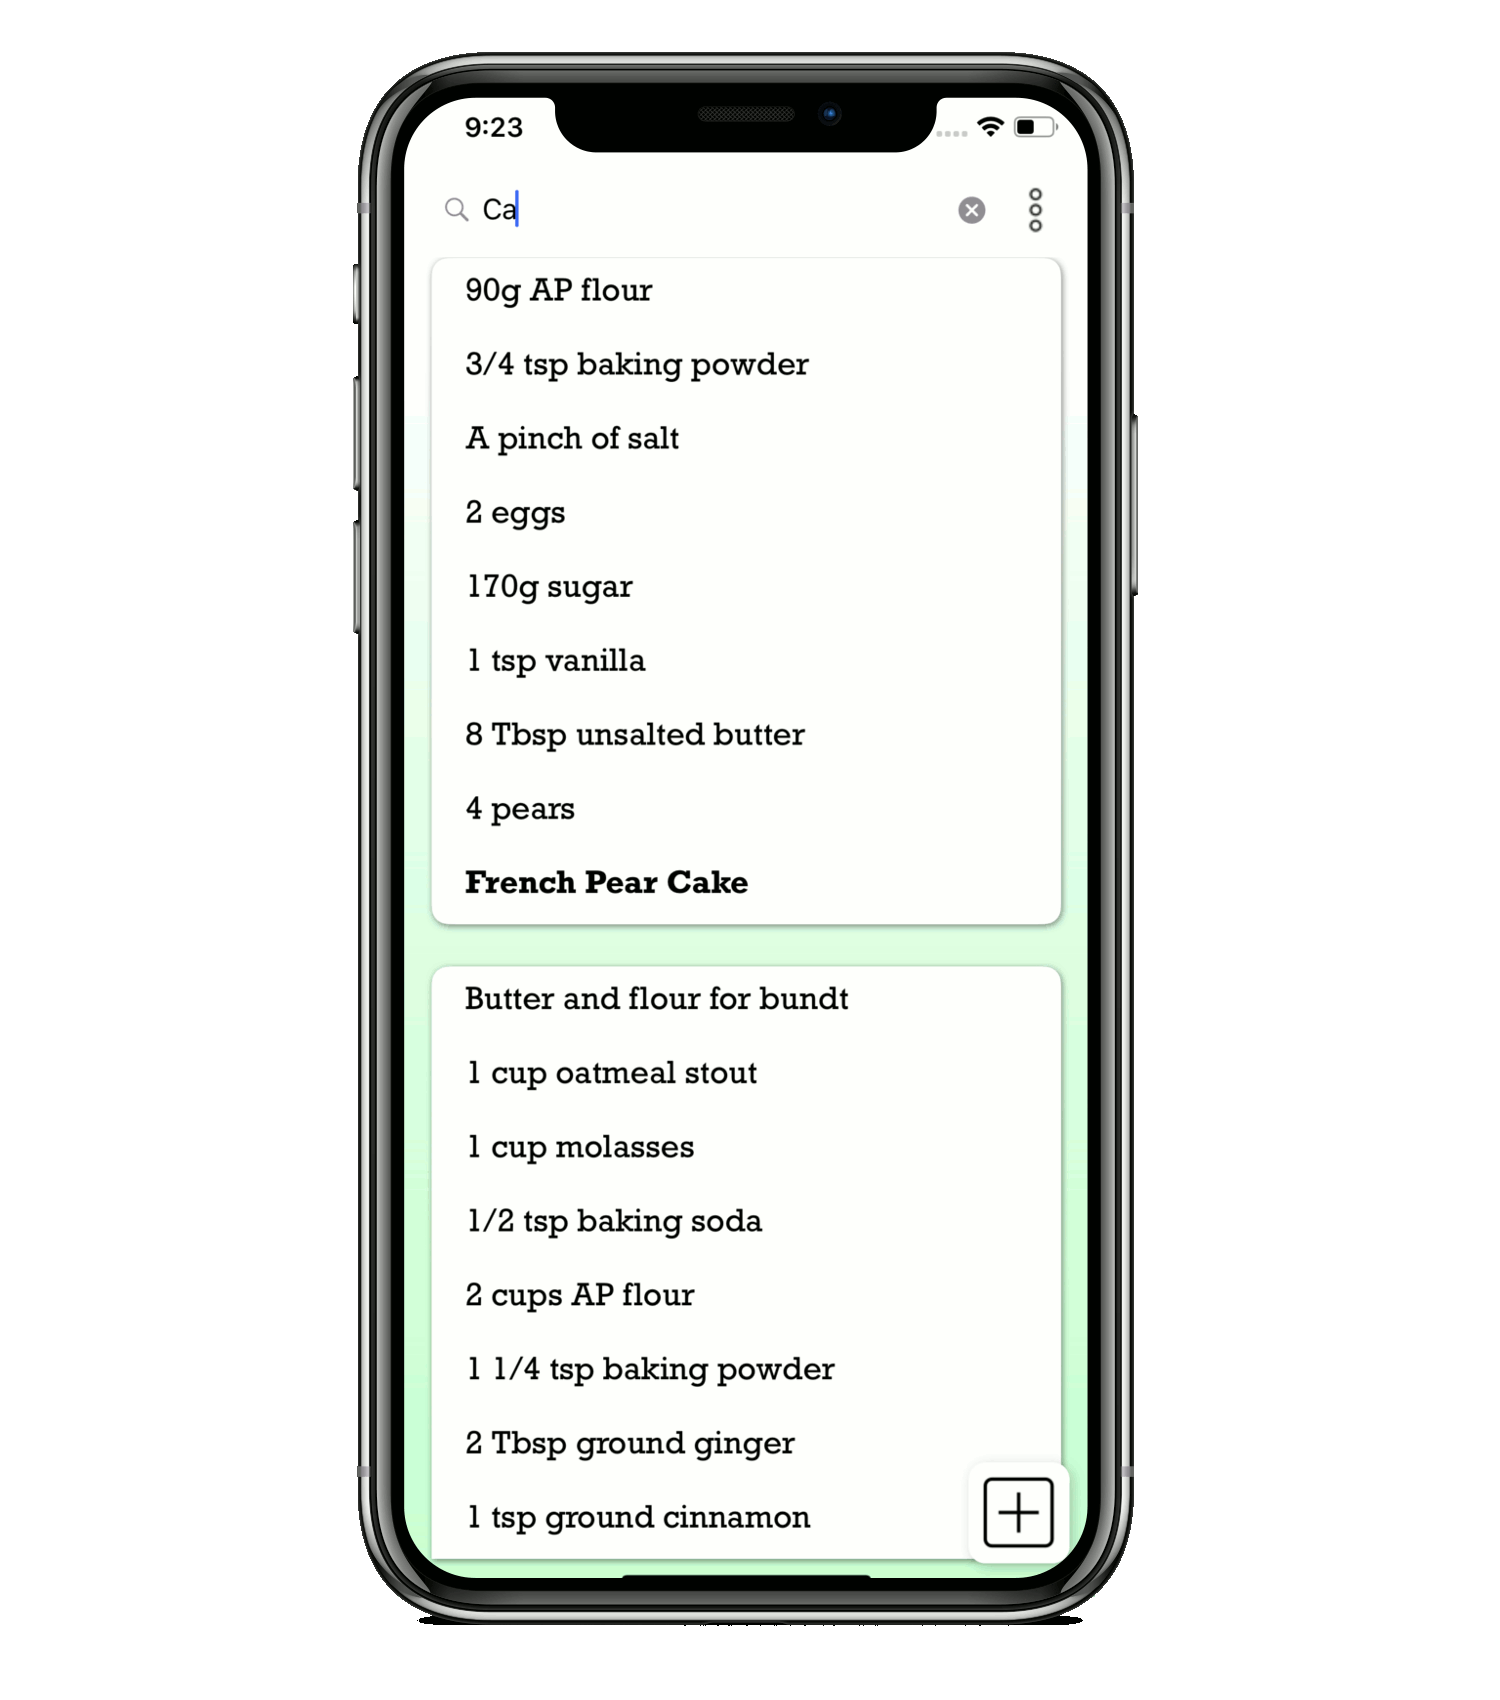 9:23
Ca
90g AP flour
3/4 tsp baking powder
A pinch of salt
2 eggs
170g sugar
1 tsp vanilla
8 Tbsp unsalted butter
4 pears
French Pear Cake
Butter and flour for bundt
1 cup oatmeal stout
1 cup molasses
1/2 tsp baking soda
2 cups AP flour
1 1/4 tsp baking powder
2 Tbsp ground ginger
1 tsp ground cinnamon